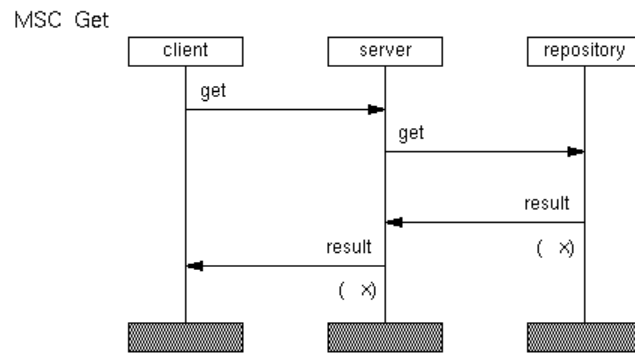 MSC Get
client server repository
get
get
result
( x)
result
( x)